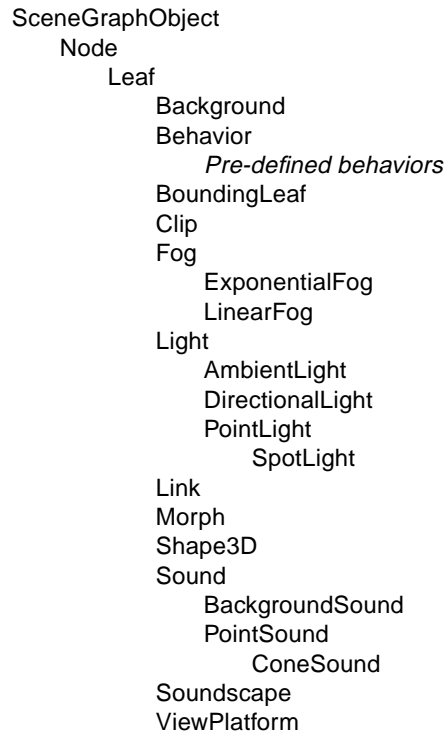 SceneGraphObject
Node
Leaf
Background
Behavior
Pre-defined behaviors
BoundingLeaf
Clip
Fog
ExponentialFog
LinearFog
Light
AmbientLight
DirectionalLight
PointLight
SpotLight
Link
Morph
Shape3D
Sound
BackgroundSound
PointSound
ConeSound
Soundscape
ViewPlatform